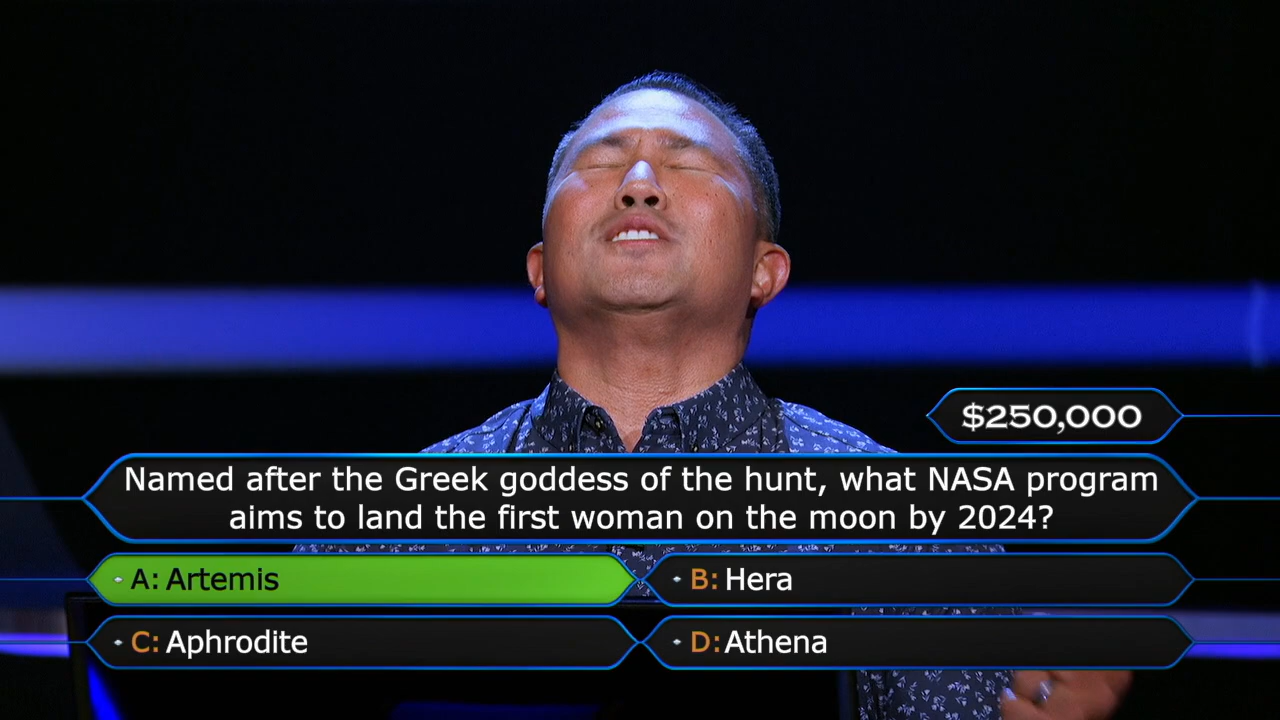 $250,000
Named after the Greek goddess of the hunt, what NASA program
aims to land the first woman on the moon by 2024?
A: Artemis
B: Hera
C: Aphrodite
D: Athena